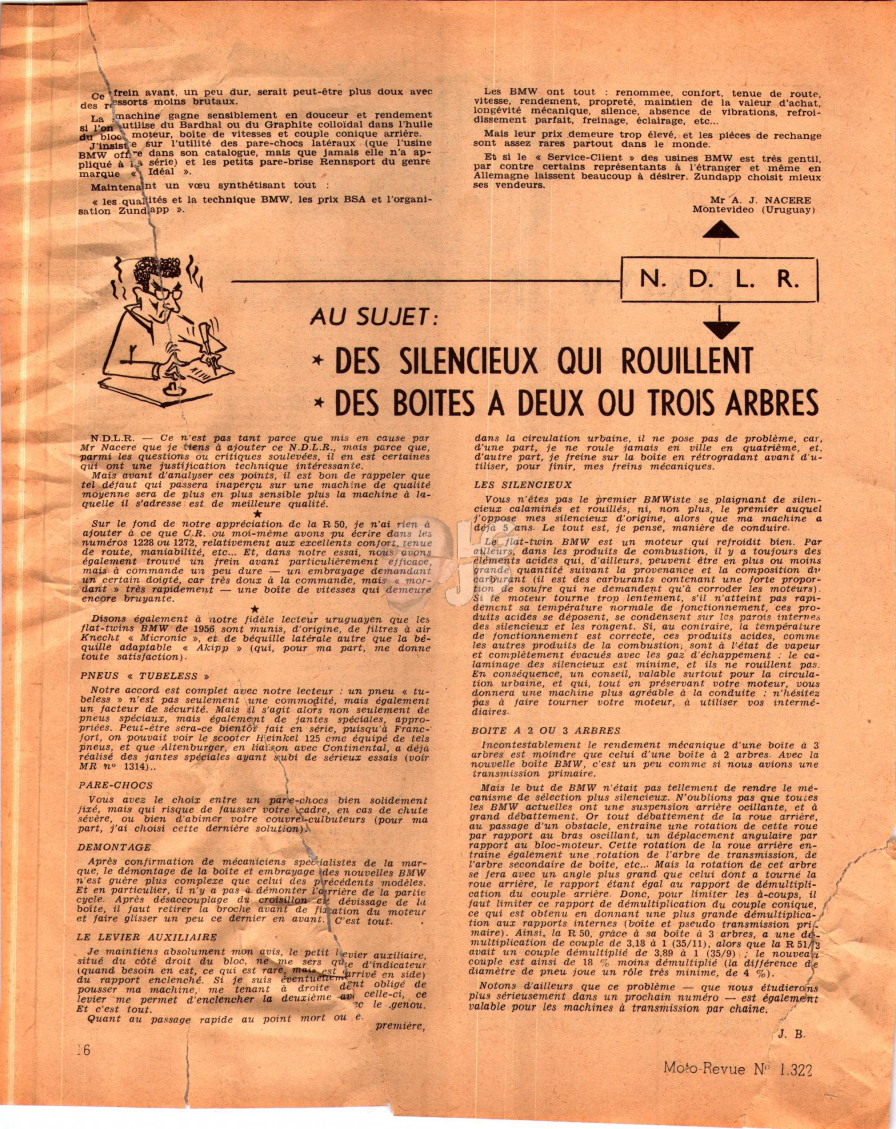 Ce frein avant, un peu dur, serait peut-être plus doux avec
des ressorts moins brutaux.
La machine gagne sensiblement en douceur et rendement
si l'on utilise du Bardhal ou du Graphite colloïdal dans l'huile
du bloc moteur, boîte de vitesses et couple conique arrière.
J'insiste sur l'utilité des pare-chocs latéraux (que l'usine
BMW offre dans son catalogue, mais que jamais elle n'a ap-
pliqué à la série) et les petits pare-brise Rennsport du genre
marque « Idéal ».
Maintenant un vœu synthétisant tout :
« les qualités et la technique BMW, les prix BSA et l'organi-
sation Zundapp ».
Les BMW ont tout : renommée, confort, tenue de route,
vitesse, rendement, propreté, maintien de la valeur d'achat,
longévité mécanique, silence, absence de vibrations, refroi-
dissement parfait, freinage, éclairage, etc...
Mais leur prix demeure trop élevé, et les pièces de rechange
sont assez rares partout dans le monde.
Et si le « Service-Client » des usines BMW est très gentil,
par contre certains représentants à l'étranger et même en
Allemagne laissent beaucoup à désirer. Zundapp choisit mieux
ses vendeurs.
Mr A. J. NACERE
Montevideo (Uruguay)
N. D. L. R.
AU SUJET :
* DES SILENCIEUX QUI ROUILLENT
* DES BOITES A DEUX OU TROIS ARBRES
N.D.L.R. — Ce n'est pas tant parce que mis en cause par
Mr Nacere que je tiens à ajouter ce N.D.L.R., mais parce que,
parmi les questions ou critiques soulevées, il en est certaines
qui ont une justification technique intéressante.
Mais avant d'analyser ces points, il est bon de rappeler que
tel défaut qui passera inaperçu sur une machine de qualité
moyenne sera de plus en plus sensible plus la machine à la-
quelle il s'adresse est de meilleure qualité.
★
Sur le fond de notre appréciation de la R 50, je n'ai rien à
ajouter à ce que C.R. ou moi-même avons pu écrire dans les
numéros 1228 ou 1272, relativement aux excellents confort, tenue
de route, maniabilité, etc... Et, dans notre essai, nous avons
également trouvé un frein avant particulièrement efficace,
mais à commande un peu dure — un embrayage demandant
un certain doigté, car très doux à la commande, mais « mor-
dant » très rapidement — une boîte de vitesses qui demeure
encore bruyante.
★
Disons également à notre fidèle lecteur uruguayen que les
flat-twins BMW de 1956 sont munis, d'origine, de filtres à air
Knecht « Micronic », et de béquille latérale autre que la bé-
quille adaptable « Akipp » (qui, pour ma part, me donne
toute satisfaction).
PNEUS « TUBELESS »
Notre accord est complet avec notre lecteur : un pneu « tu-
beless » n'est pas seulement une commodité, mais également
un facteur de sécurité. Mais il s'agit alors non seulement de
pneus spéciaux, mais également de jantes spéciales, appro-
priées. Peut-être sera-ce bientôt fait en série, puisqu'à Franc-
fort, on pouvait voir le scooter Heinkel 125 cmc équipé de tels
pneus, et que Altenburger, en liaison avec Continental, a déjà
réalisé des jantes spéciales ayant subi de sérieux essais (voir
MR n° 1314)..
PARE-CHOCS
Vous avez le choix entre un pare-chocs bien solidement
fixé, mais qui risque de fausser votre cadre, en cas de chute
sévère, ou bien d'abimer votre couvre-culbuteurs (pour ma
part, j'ai choisi cette dernière solution).
DEMONTAGE
Après confirmation de mécaniciens spécialistes de la mar-
que, le démontage de la boîte et embrayage des nouvelles BMW
n'est guère plus complexe que celui des précédents modèles.
Et en particulier, il n'y a pas à démonter l'arrière de la partie
cycle. Après désaccouplage du croisillon et dévissage de la
boîte, il faut retirer la broche avant de fixation du moteur
et faire glisser un peu ce dernier en avant. C'est tout.
LE LEVIER AUXILIAIRE
Je maintiens absolument mon avis, le petit levier auxiliaire,
situé du côté droit du bloc, ne me sers que d'indicateur
(quand besoin en est, ce qui est rare, mais est arrivé en side)
du rapport enclenché. Si je suis éventuellement obligé de
pousser ma machine, me tenant à droite de celle-ci, ce
levier me permet d'enclencher la deuxième avec le genou.
Et c'est tout.
Quant au passage rapide au point mort ou
première,
dans la circulation urbaine, il ne pose pas de problème, car,
d'une part, je ne roule jamais en ville en quatrième, et,
d'autre part, je freine sur la boîte en rétrogradant avant d'u-
tiliser, pour finir, mes freins mécaniques.
LES SILENCIEUX
Vous n'êtes pas le premier BMWiste se plaignant de silen-
cieux calaminés et rouillés, ni, non plus, le premier auquel
j'oppose mes silencieux d'origine, alors que ma machine a
déjà 5 ans. Le tout est, je pense, manière de conduire.
Le flat-twin BMW est un moteur qui refroidit bien. Par
ailleurs, dans les produits de combustion, il y a toujours des
éléments acides qui, d'ailleurs, peuvent être en plus ou moins
grande quantité suivant la provenance et la composition du
carburant (il est des carburants contenant une forte propor-
tion de soufre qui ne demandent qu'à corroder les moteurs).
Si le moteur tourne trop lentement, s'il n'atteint pas rapi-
dement sa température normale de fonctionnement, ces pro-
duits acides se déposent, se condensent sur les parois internes
des silencieux et les rongent. Si, au contraire, la température
de fonctionnement est correcte, ces produits acides, comme
les autres produits de la combustion, sont à l'état de vapeur
et complètement évacués avec les gaz d'échappement : le ca-
laminage des silencieux est minime, et ils ne rouillent pas.
En conséquence, un conseil, valable surtout pour la circula-
tion urbaine, et qui, tout en préservant votre moteur, vous
donnera une machine plus agréable à la conduite : n'hésitez
pas à faire tourner votre moteur, à utiliser vos intermé-
diaires.
BOITE A 2 OU 3 ARBRES
Incontestablement le rendement mécanique d'une boîte à 3
arbres est moindre que celui d'une boîte à 2 arbres. Avec la
nouvelle boîte BMW, c'est un peu comme si nous avions une
transmission primaire.
Mais le but de BMW n'était pas tellement de rendre le mé-
canisme de sélection plus silencieux. N'oublions pas que toutes
les BMW actuelles ont une suspension arrière ocillante, et à
grand débattement. Or tout débattement de la roue arrière,
au passage d'un obstacle, entraine une rotation de cette roue
par rapport au bras oscillant, un déplacement angulaire par
rapport au bloc-moteur. Cette rotation de la roue arrière en-
traine également une rotation de l'arbre de transmission, de
l'arbre secondaire de boîte, etc... Mais la rotation de cet arbre
se fera avec un angle plus grand que celui dont a tourné la
roue arrière, le rapport étant égal au rapport de démultipli-
cation du couple arrière. Donc, pour limiter les à-coups, il
faut limiter ce rapport de démultiplication du couple conique,
ce qui est obtenu en donnant une plus grande démultiplica-
tion aux rapports internes (boîte et pseudo transmission pri-
maire). Ainsi, la R 50, grâce à sa boîte à 3 arbres, a une dé-
multiplication de couple de 3,18 à 1 (35/11), alors que la R 51/3
avait un couple démultiplié de 3,89 à 1 (35/9) ; le nouveau
couple est ainsi de 18 % moins démultiplié (la différence de
diamètre de pneu joue un rôle très minime, de 4 %).
Notons d'ailleurs que ce problème — que nous étudierons
plus sérieusement dans un prochain numéro — est également
valable pour les machines à transmission par chaîne.
J. B.
16
Moto-Revue N° 1.322